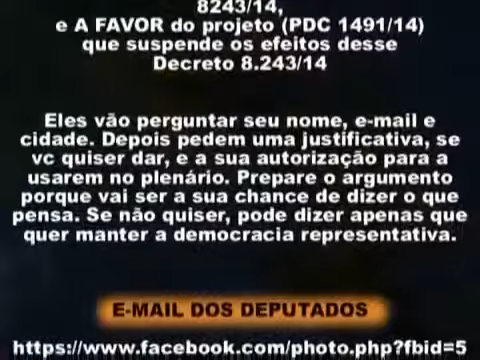 8243/14,
e A FAVOR do projeto (PDC 1491/14)
que suspende os efeitos desse
Decreto 8.243/14
Eles vão perguntar seu nome, e-mail e
cidade. Depois pedem uma justificativa, se
vc quiser dar, e a sua autorização para a
usarem no plenário. Prepare o argumento
porque vai ser a sua chance de dizer o que
pensa. Se não quiser, pode dizer apenas que
quer manter a democracia representativa.
E-MAIL DOS DEPUTADOS
https://www.facebook.com/photo.php?fbid=5